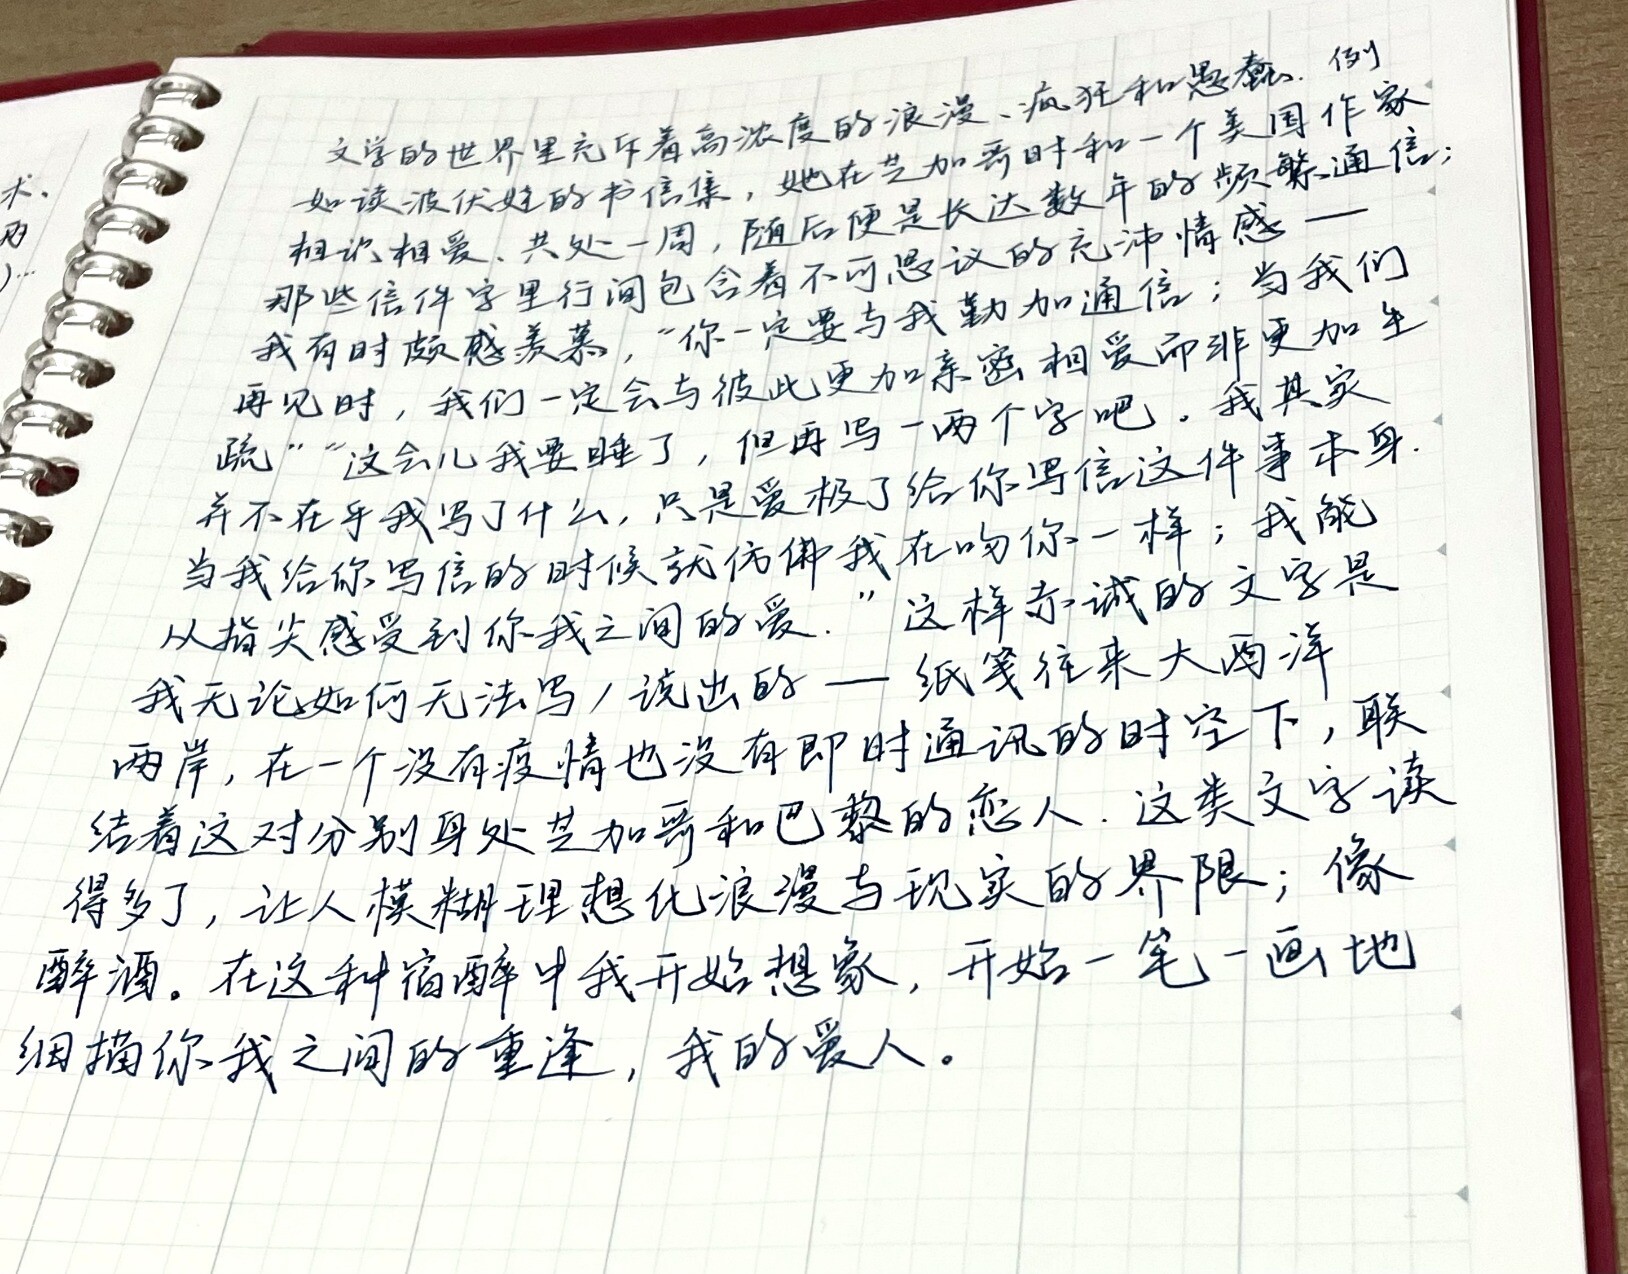 文学的世界里充斥着高浓度的浪漫、疯狂和愚蠢. 例
如读波伏娃的书信集，她在芝加哥时和一个美国作家
相识相爱、共处一周，随后便是长达数年的频繁通信；
那些信件字里行间包含着不可思议的充沛情感——
我有时颇感羡慕，“你一定要与我勤加通信；当我们
再见时，我们一定会与彼此更加亲密相爱而非更加生
疏”“这会儿我要睡了，但再写一两个字吧。我其实
并不在乎我写了什么，只是爱极了给你写信这件事本身.
当我给你写信的时候就仿佛我在吻你一样；我能
从指尖感受到你我之间的爱.”这样赤诚的文字是
我无论如何无法写/说出的——纸笺往来大西洋
两岸，在一个没有疫情也没有即时通讯的时空下，联
结着这对分别身处芝加哥和巴黎的恋人. 这类文字读
得多了，让人模糊理想化浪漫与现实的界限；像
醉酒。在这种宿醉中我开始想象，开始一笔一画地
细描你我之间的重逢，我的爱人。
术.
两
)…